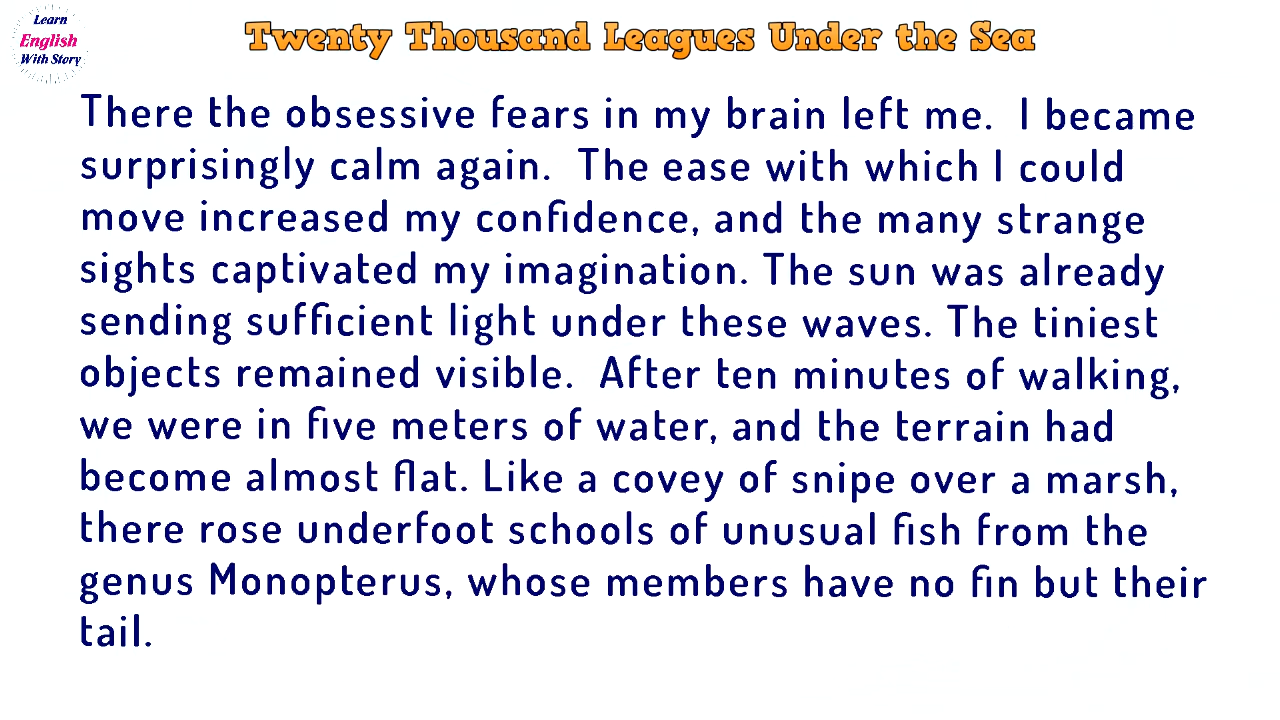 Learn
English
With Story
Twenty Thousand Leagues Under the Sea
There the obsessive fears in my brain left me.  I became
surprisingly calm again.  The ease with which I could
move increased my confidence, and the many strange
sights captivated my imagination. The sun was already
sending sufficient light under these waves. The tiniest
objects remained visible.  After ten minutes of walking,
we were in five meters of water, and the terrain had
become almost flat. Like a covey of snipe over a marsh,
there rose underfoot schools of unusual fish from the
genus Monopterus, whose members have no fin but their
tail.